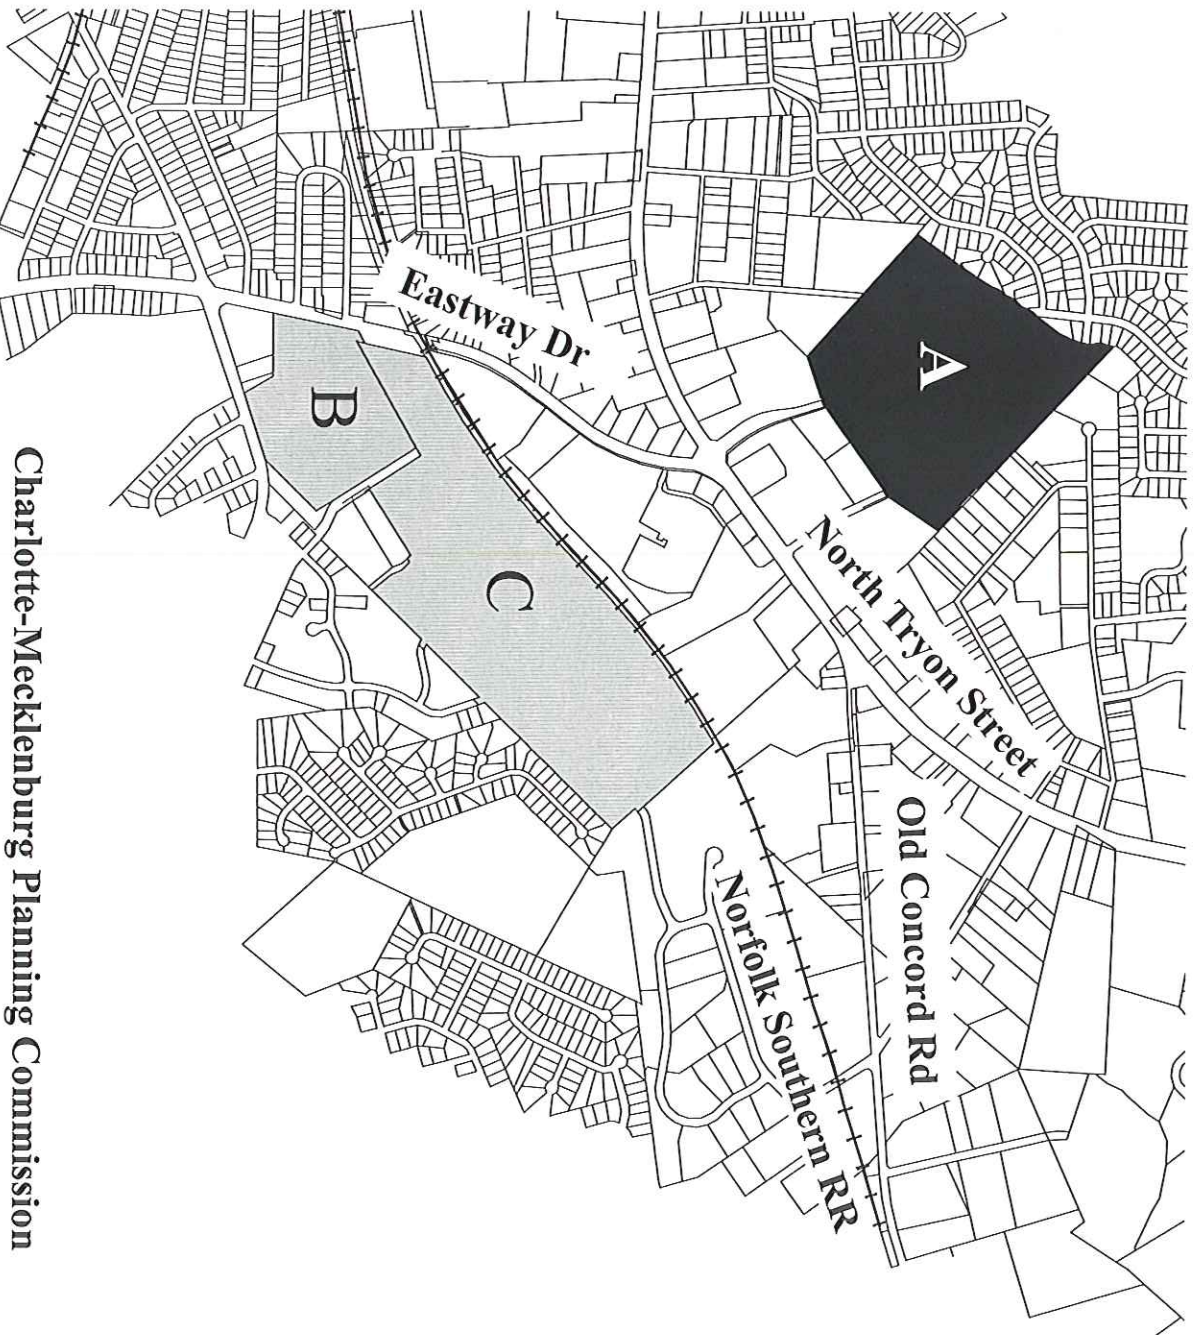 A
North Tryon Street
Old Concord Rd
Eastway Dr
B
C
Norfolk Southern RR
Charlotte-Mecklenburg Planning Commission